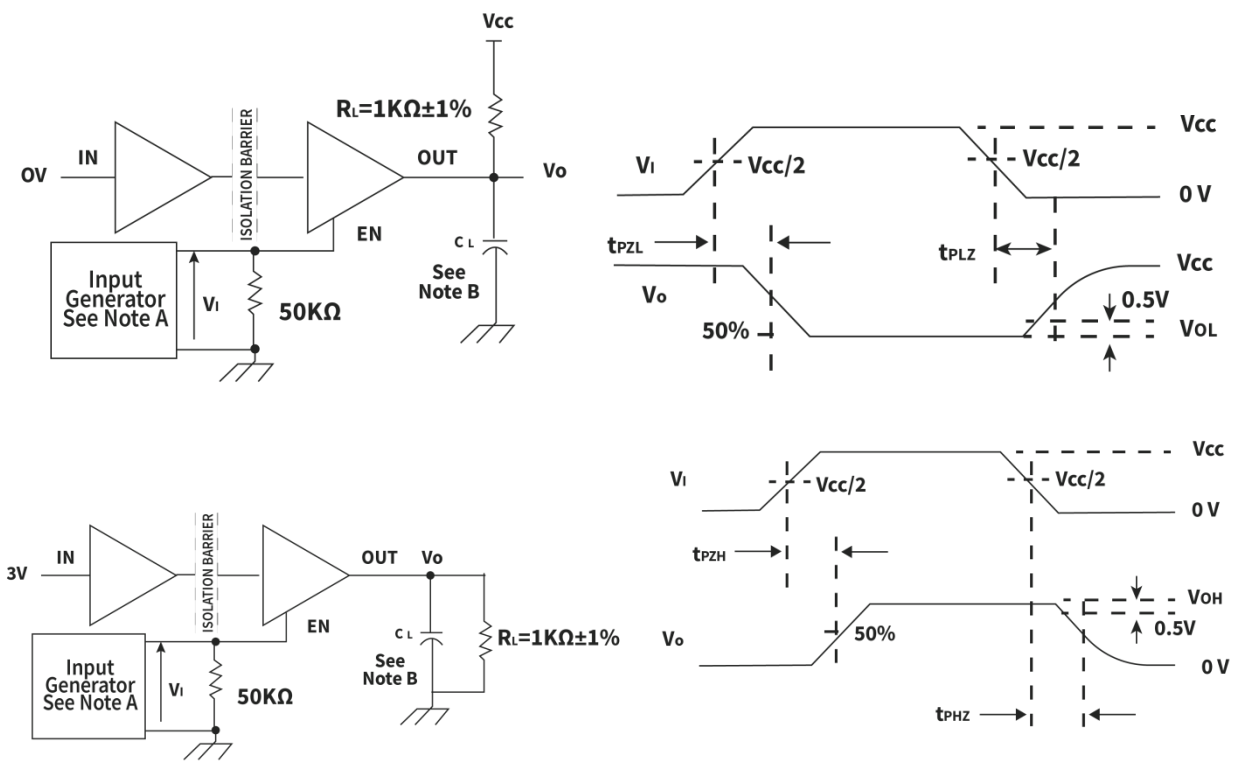 Vcc
RL=1KΩ±1%
ISOLATION BARRIER
IN
OUT
0V
Vo
EN
CL
See
Note B
Input
Generator
See Note A
VI
50KΩ
Vcc
VI
Vcc/2
Vcc/2
0 V
tPZL
tPLZ
Vcc
Vo
0.5V
50%
VOL
ISOLATION BARRIER
IN
OUT
Vo
3V
EN
CL
See
Note B
RL=1KΩ±1%
Input
Generator
See Note A
VI
50KΩ
Vcc
VI
Vcc/2
Vcc/2
0 V
tPZH
VOH
Vo
50%
0.5V
0 V
tPHZ